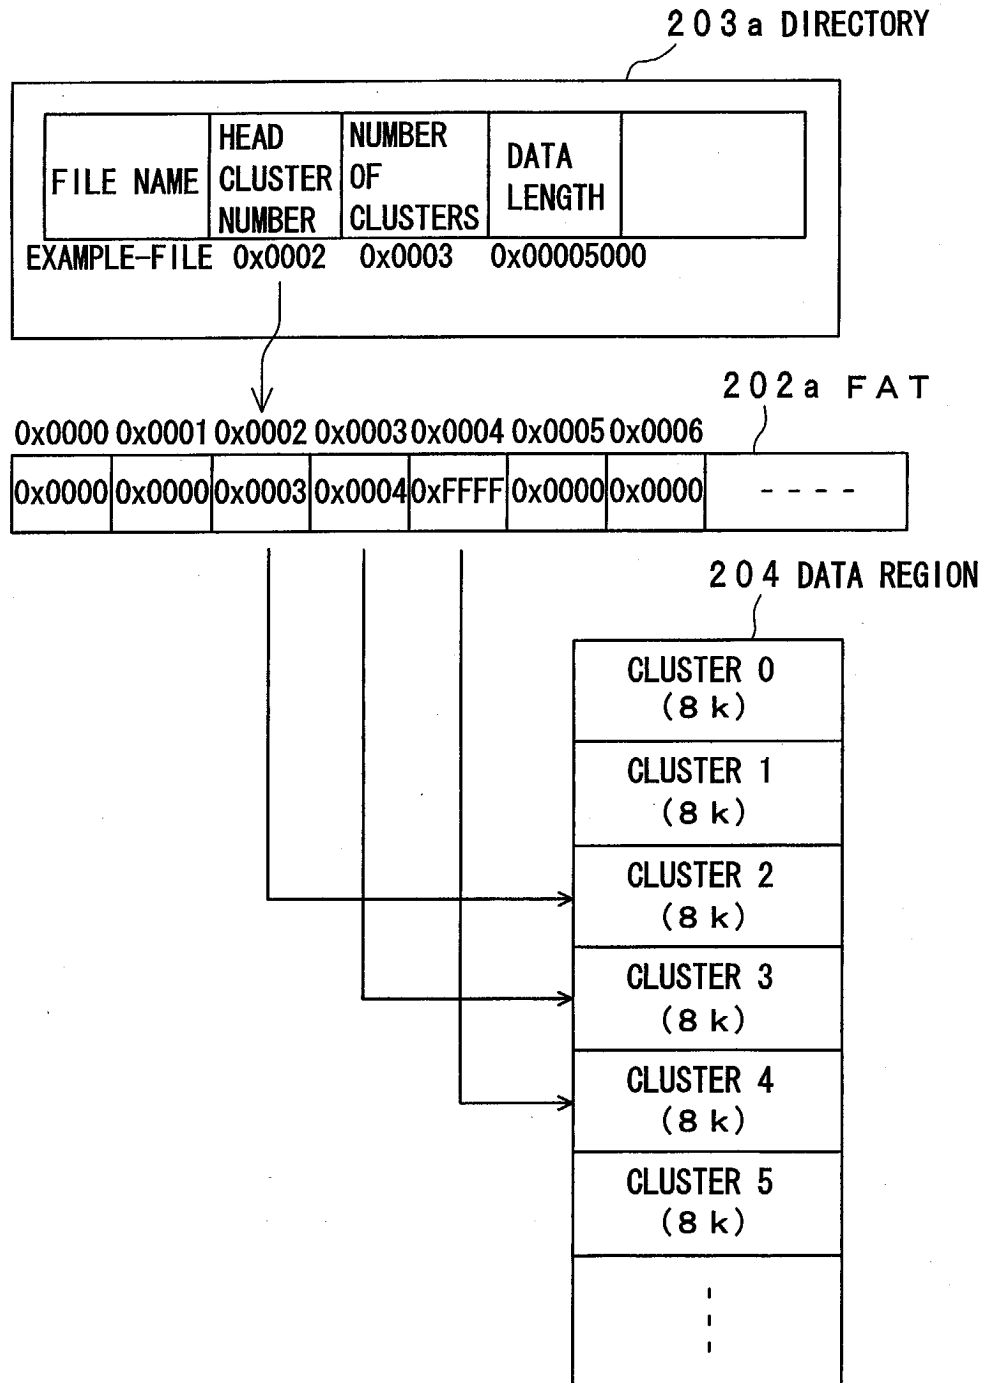 203a DIRECTORY
FILE NAME
HEAD
CLUSTER
NUMBER
NUMBER
OF
CLUSTERS
DATA
LENGTH
EXAMPLE-FILE 0x0002 0x0003 0x00005000
202a FAT
0x0000 0x0001 0x0002 0x0003 0x0004 0x0005 0x0006
0x0000 0x0000 0x0003 0x0004 0xFFFF 0x0000 0x0000 ----
204 DATA REGION
CLUSTER 0
(8k)
CLUSTER 1
(8k)
CLUSTER 2
(8k)
CLUSTER 3
(8k)
CLUSTER 4
(8k)
CLUSTER 5
(8k)